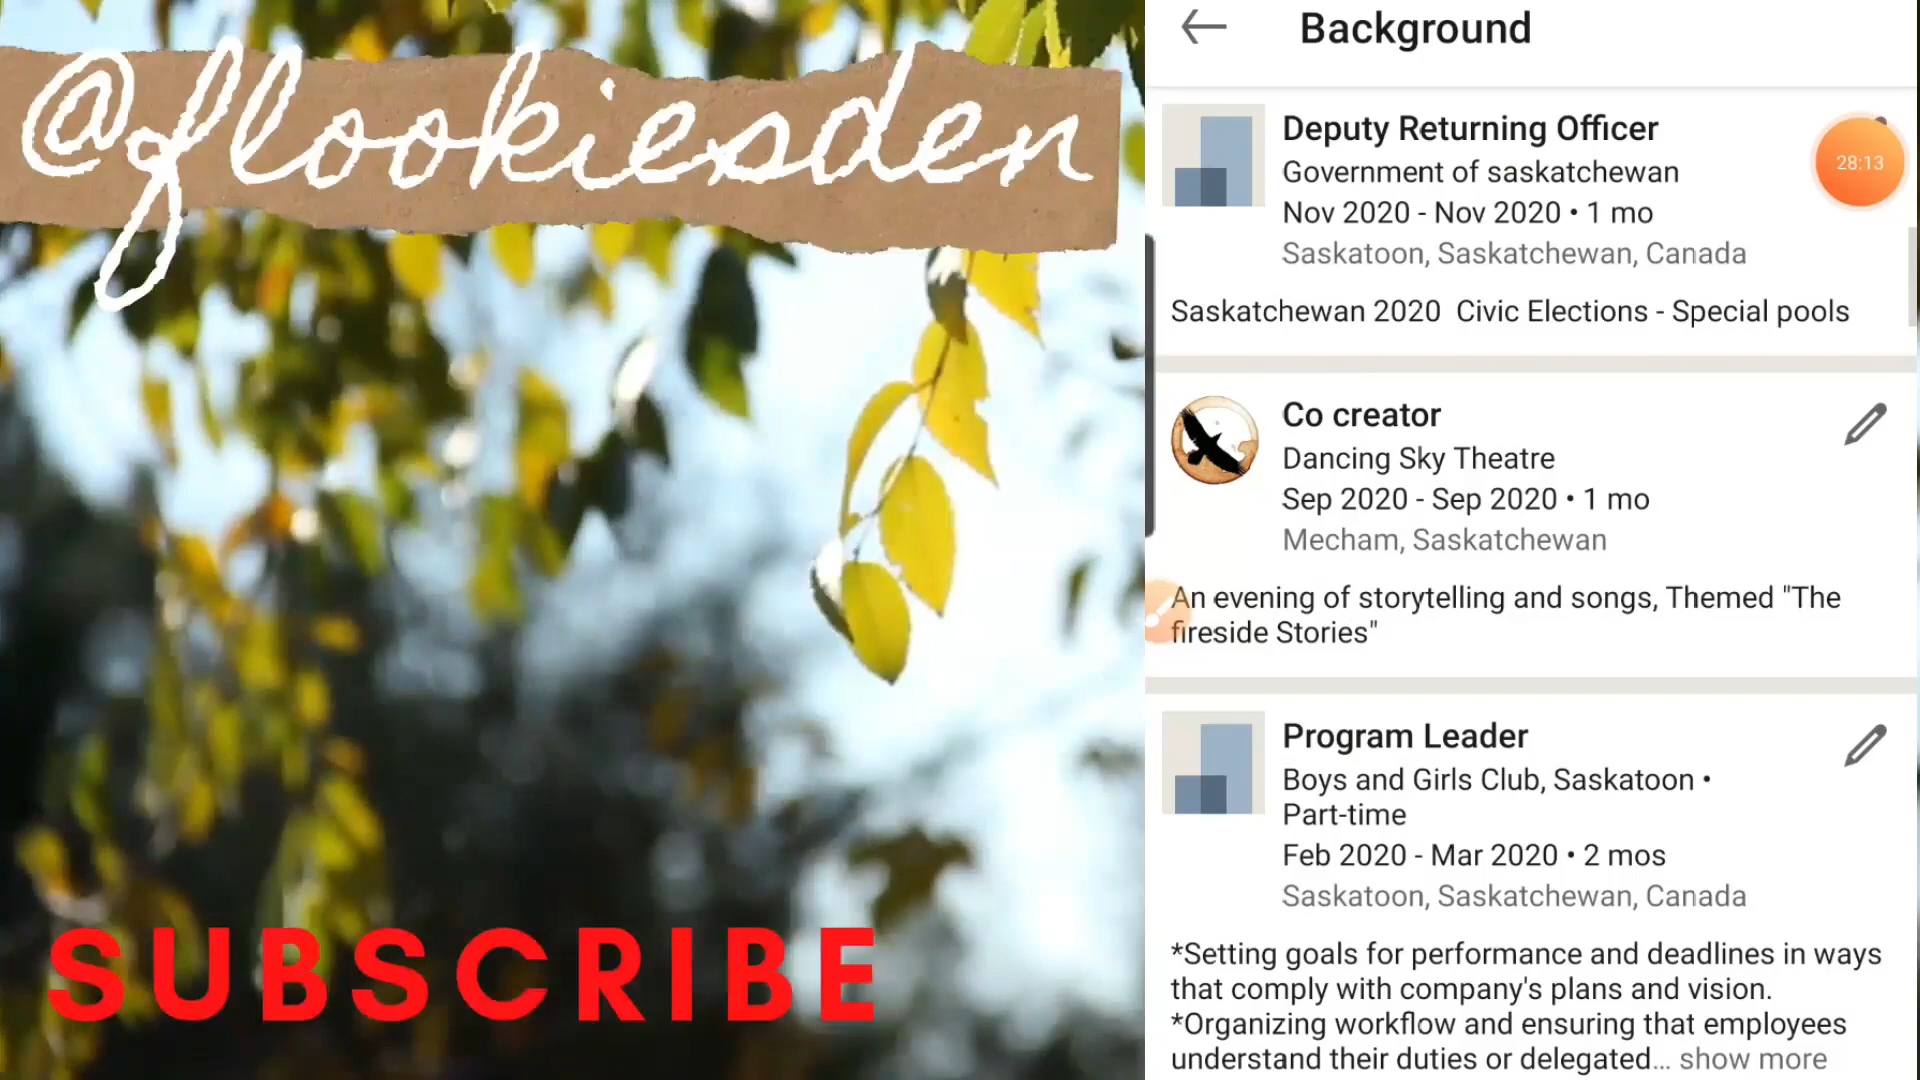 @flookiesden
SUBSCRIBE
Background
Deputy Returning Officer
Government of saskatchewan
Nov 2020 - Nov 2020 • 1 mo
Saskatoon, Saskatchewan, Canada
28:13
Saskatchewan 2020  Civic Elections - Special pools
Co creator
Dancing Sky Theatre
Sep 2020 - Sep 2020 • 1 mo
Mecham, Saskatchewan
An evening of storytelling and songs, Themed "The
fireside Stories"
Program Leader
Boys and Girls Club, Saskatoon •
Part-time
Feb 2020 - Mar 2020 • 2 mos
Saskatoon, Saskatchewan, Canada
*Setting goals for performance and deadlines in ways
that comply with company's plans and vision.
*Organizing workflow and ensuring that employees
understand their duties or delegated... show more